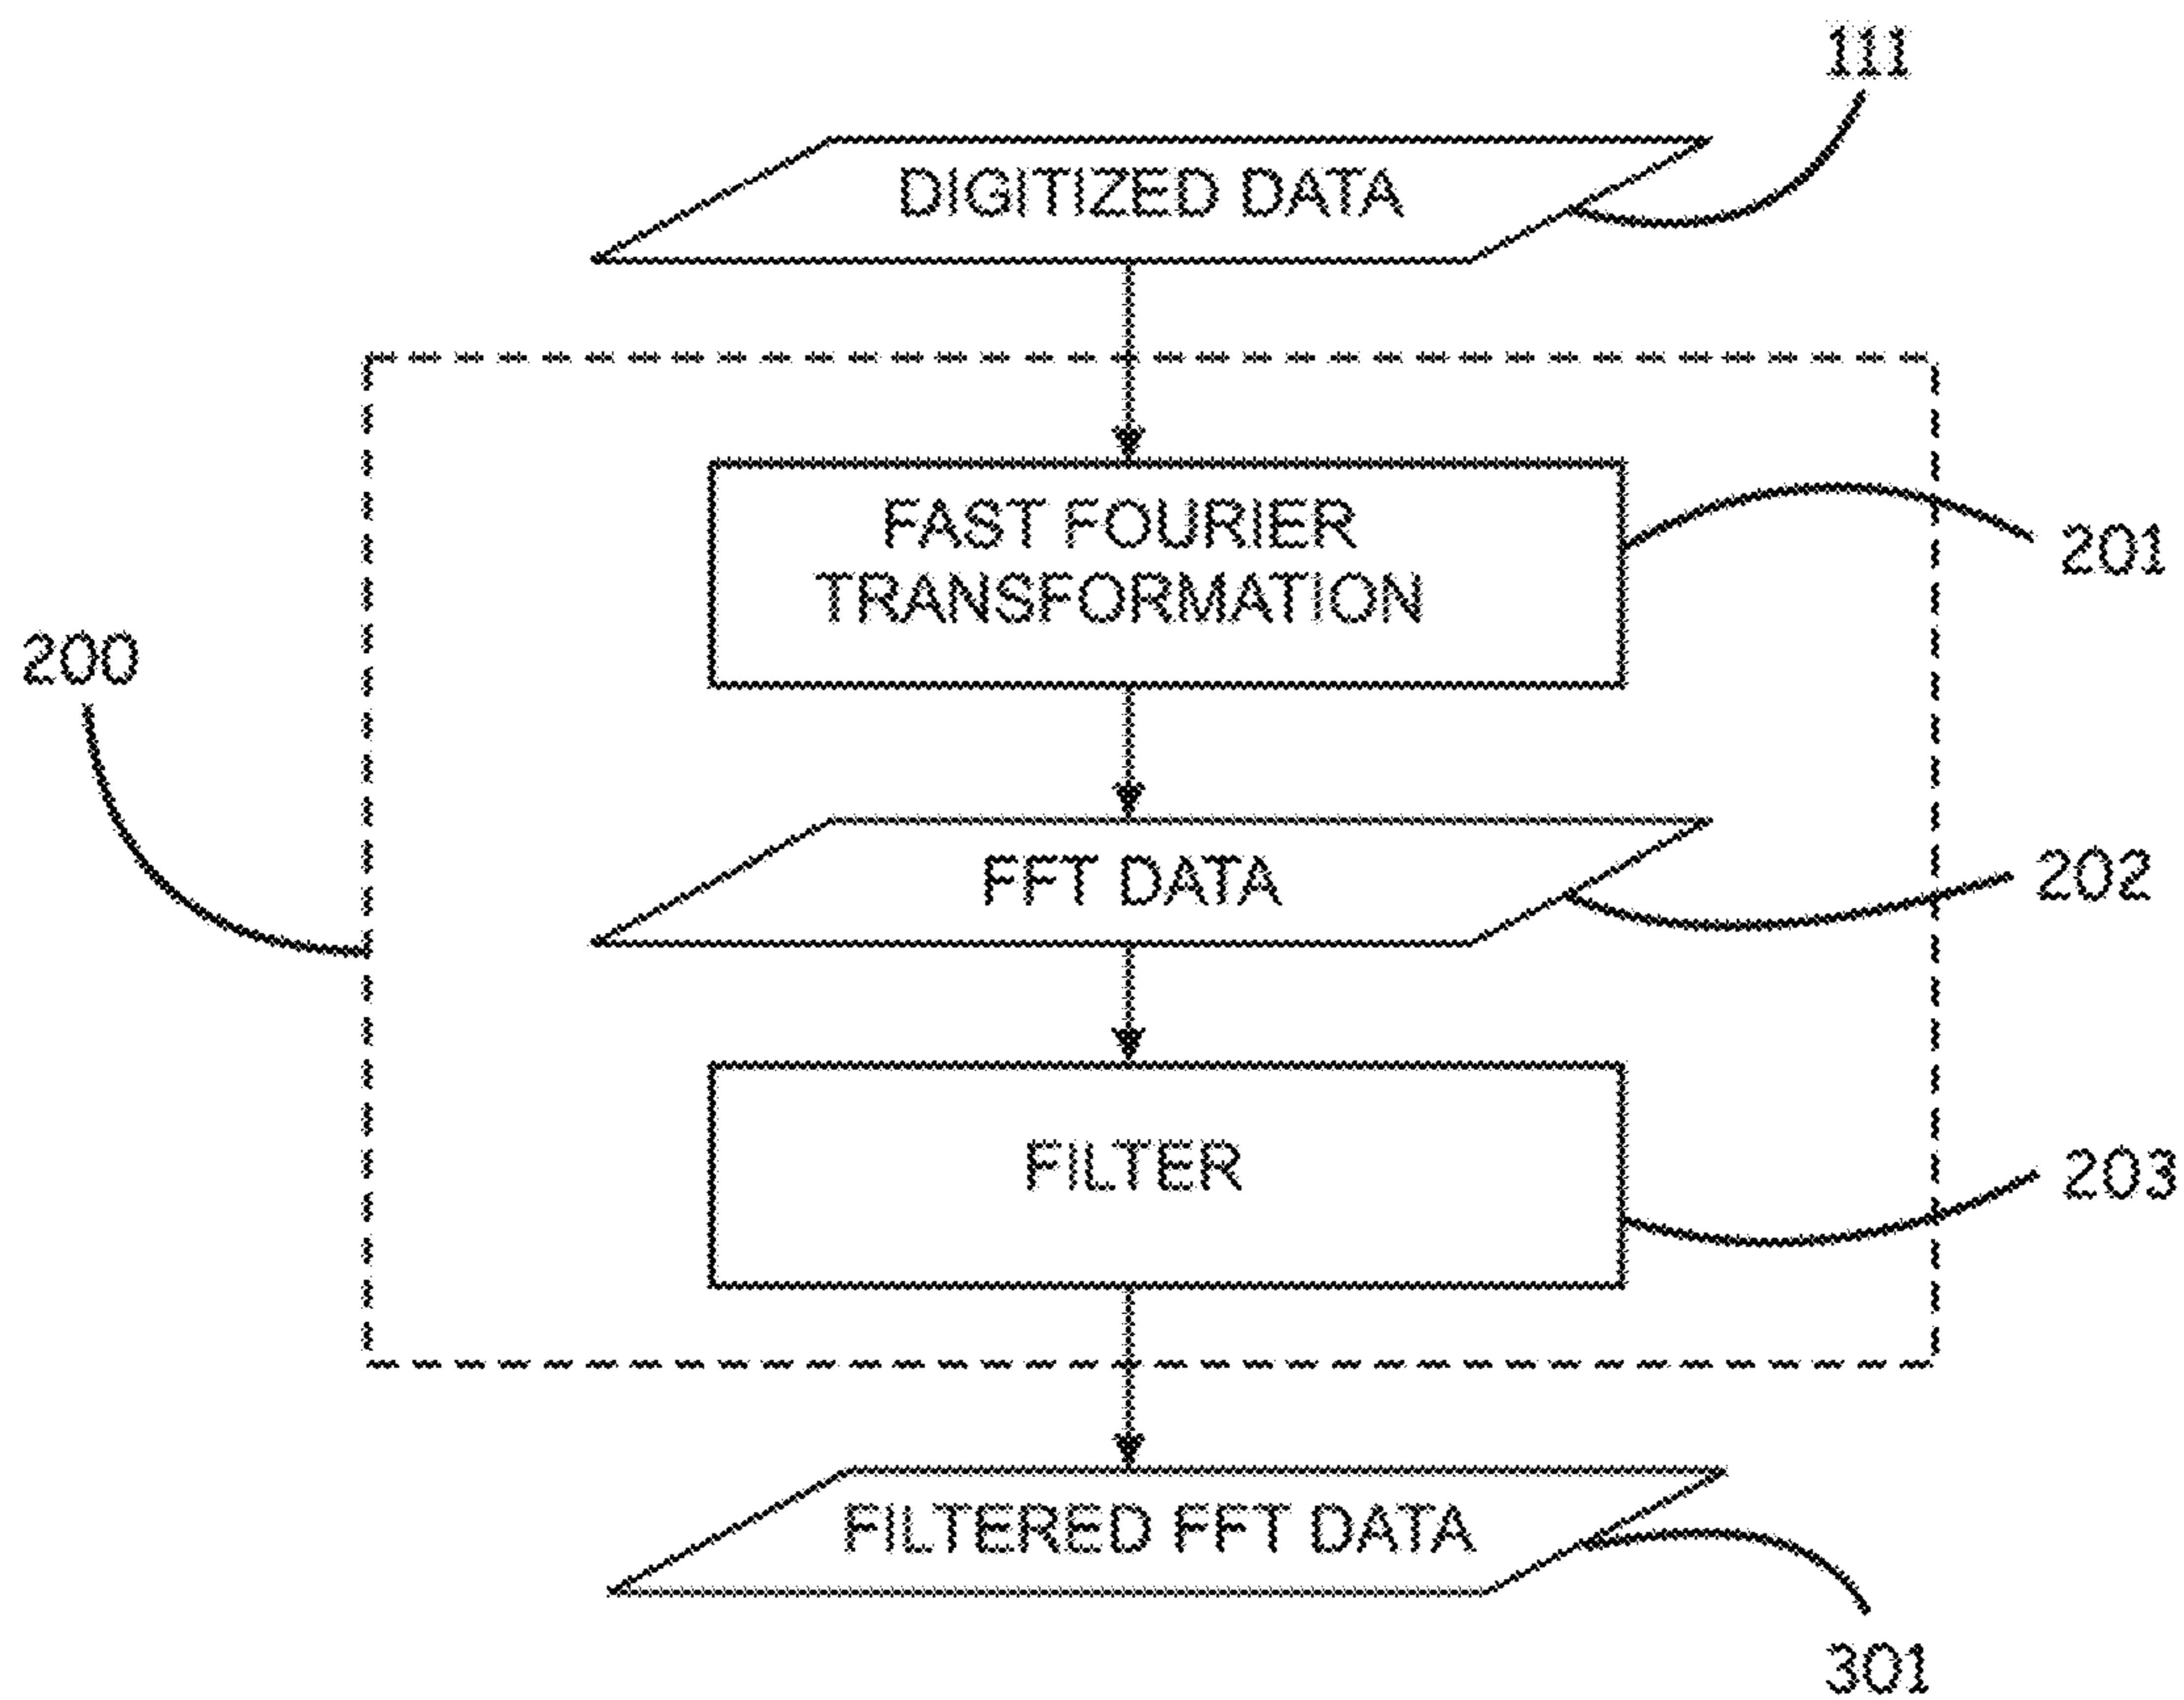 111
DIGITIZED DATA
FAST FOURIER
TRANSFORMATION
201
200
FFT DATA
202
FILTER
203
FILTERED FFT DATA
301